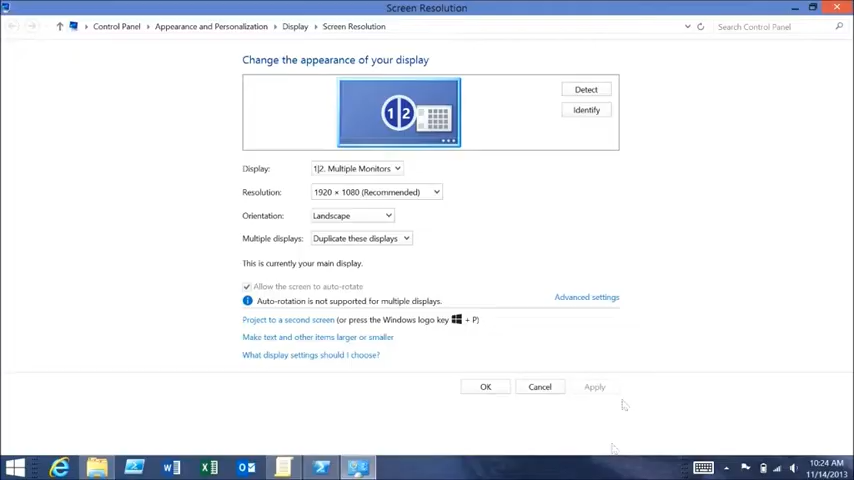 Screen Resolution
Control Panel Appearance and Personalization Display Screen Resolution Search Control Panel
Change the appearance of your display
1 2
Detect
Identify
Display: 1|2. Multiple Monitors
Resolution: 1920 × 1080 (Recommended)
Orientation: Landscape
Multiple displays: Duplicate these displays
This is currently your main display.
Allow the screen to auto-rotate
Auto-rotation is not supported for multiple displays. Advanced settings
Project to a second screen (or press the Windows logo key + P)
Make text and other items larger or smaller
What display settings should I choose?
OK Cancel Apply
10:24 AM
11/14/2013